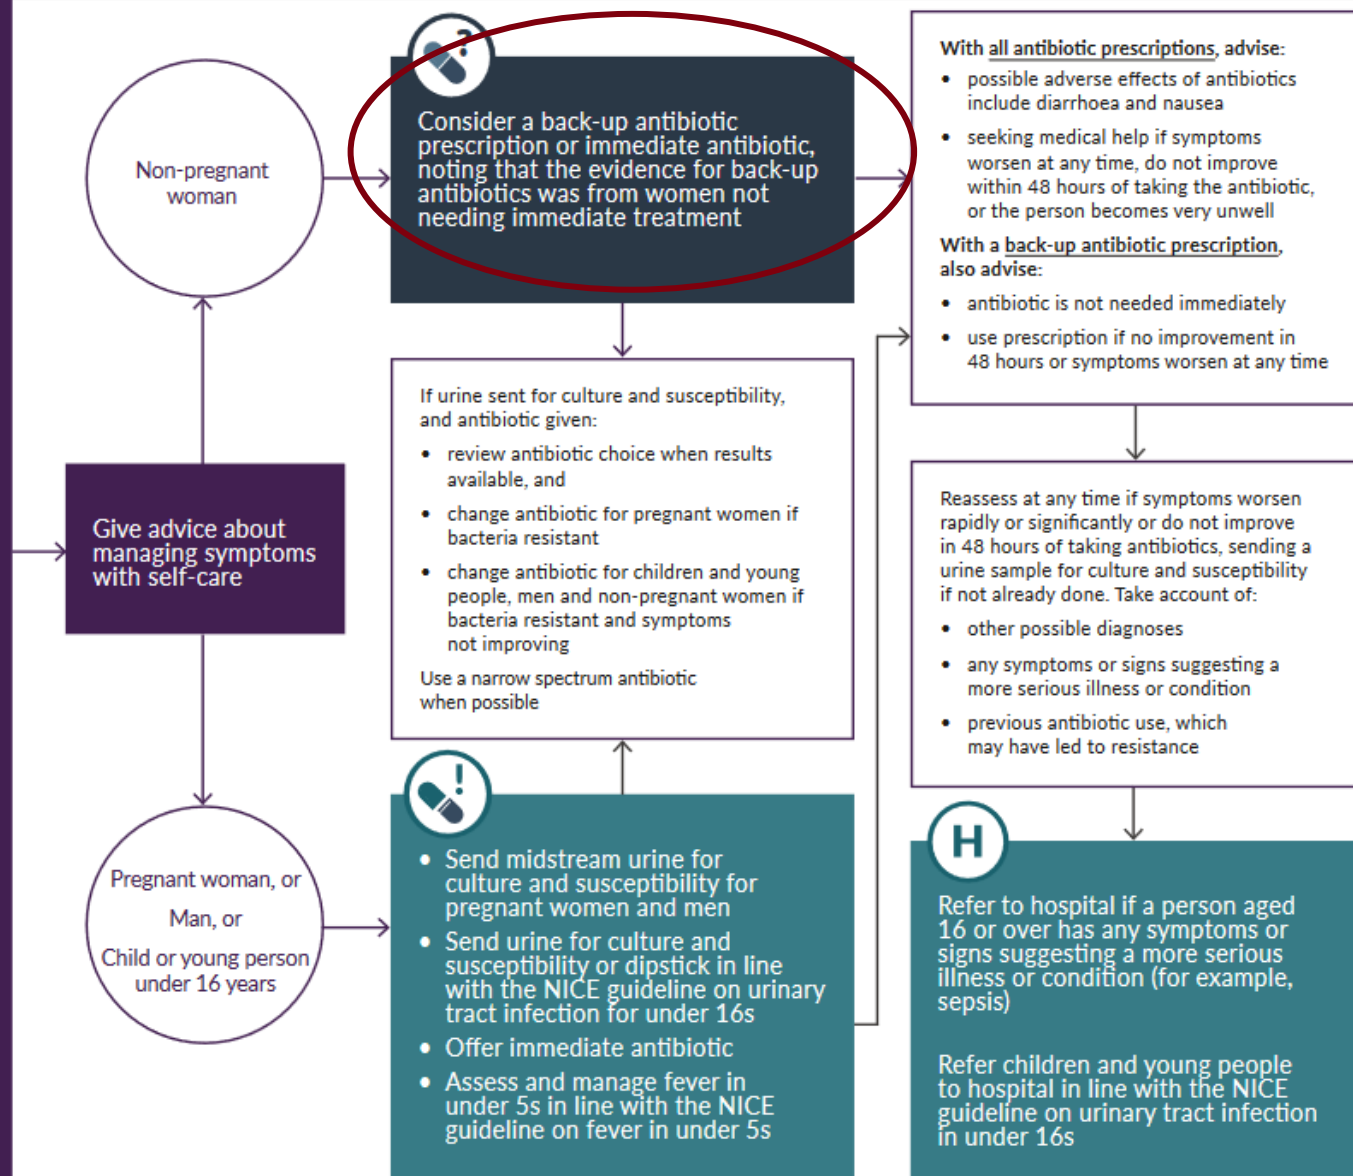 Non-pregnant
woman
?
Consider a back-up antibiotic
prescription or immediate antibiotic,
noting that the evidence for back-up
antibiotics was from women not
needing immediate treatment
With all antibiotic prescriptions, advise:
• possible adverse effects of antibiotics
include diarrhoea and nausea
• seeking medical help if symptoms
worsen at any time, do not improve
within 48 hours of taking the antibiotic,
or the person becomes very unwell
With a back-up antibiotic prescription,
also advise:
• antibiotic is not needed immediately
• use prescription if no improvement in
48 hours or symptoms worsen at any time
Give advice about
managing symptoms
with self-care
If urine sent for culture and susceptibility,
and antibiotic given:
• review antibiotic choice when results
available, and
• change antibiotic for pregnant women if
bacteria resistant
• change antibiotic for children and young
people, men and non-pregnant women if
bacteria resistant and symptoms
not improving
Use a narrow spectrum antibiotic
when possible
Reassess at any time if symptoms worsen
rapidly or significantly or do not improve
in 48 hours of taking antibiotics, sending a
urine sample for culture and susceptibility
if not already done. Take account of:
• other possible diagnoses
• any symptoms or signs suggesting a
more serious illness or condition
• previous antibiotic use, which
may have led to resistance
Pregnant woman, or
Man, or
Child or young person
under 16 years
!
• Send midstream urine for
culture and susceptibility for
pregnant women and men
• Send urine for culture and
susceptibility or dipstick in line
with the NICE guideline on urinary
tract infection for under 16s
• Offer immediate antibiotic
• Assess and manage fever in
under 5s in line with the NICE
guideline on fever in under 5s
H
Refer to hospital if a person aged
16 or over has any symptoms or
signs suggesting a more serious
illness or condition (for example,
sepsis)
Refer children and young people
to hospital in line with the NICE
guideline on urinary tract infection
in under 16s